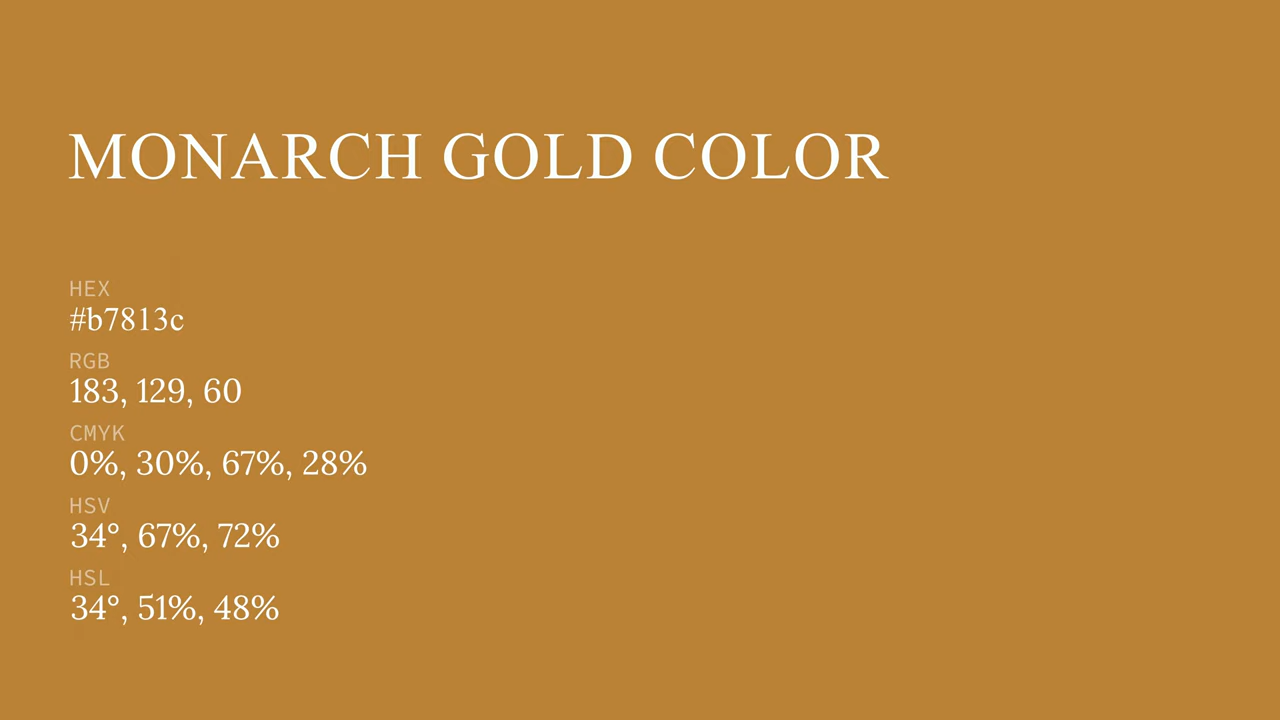 MONARCH GOLD COLOR
HEX
#b7813c
RGB
183, 129, 60
CMYK
0%, 30%, 67%, 28%
HSV
34°, 67%, 72%
HSL
34°, 51%, 48%